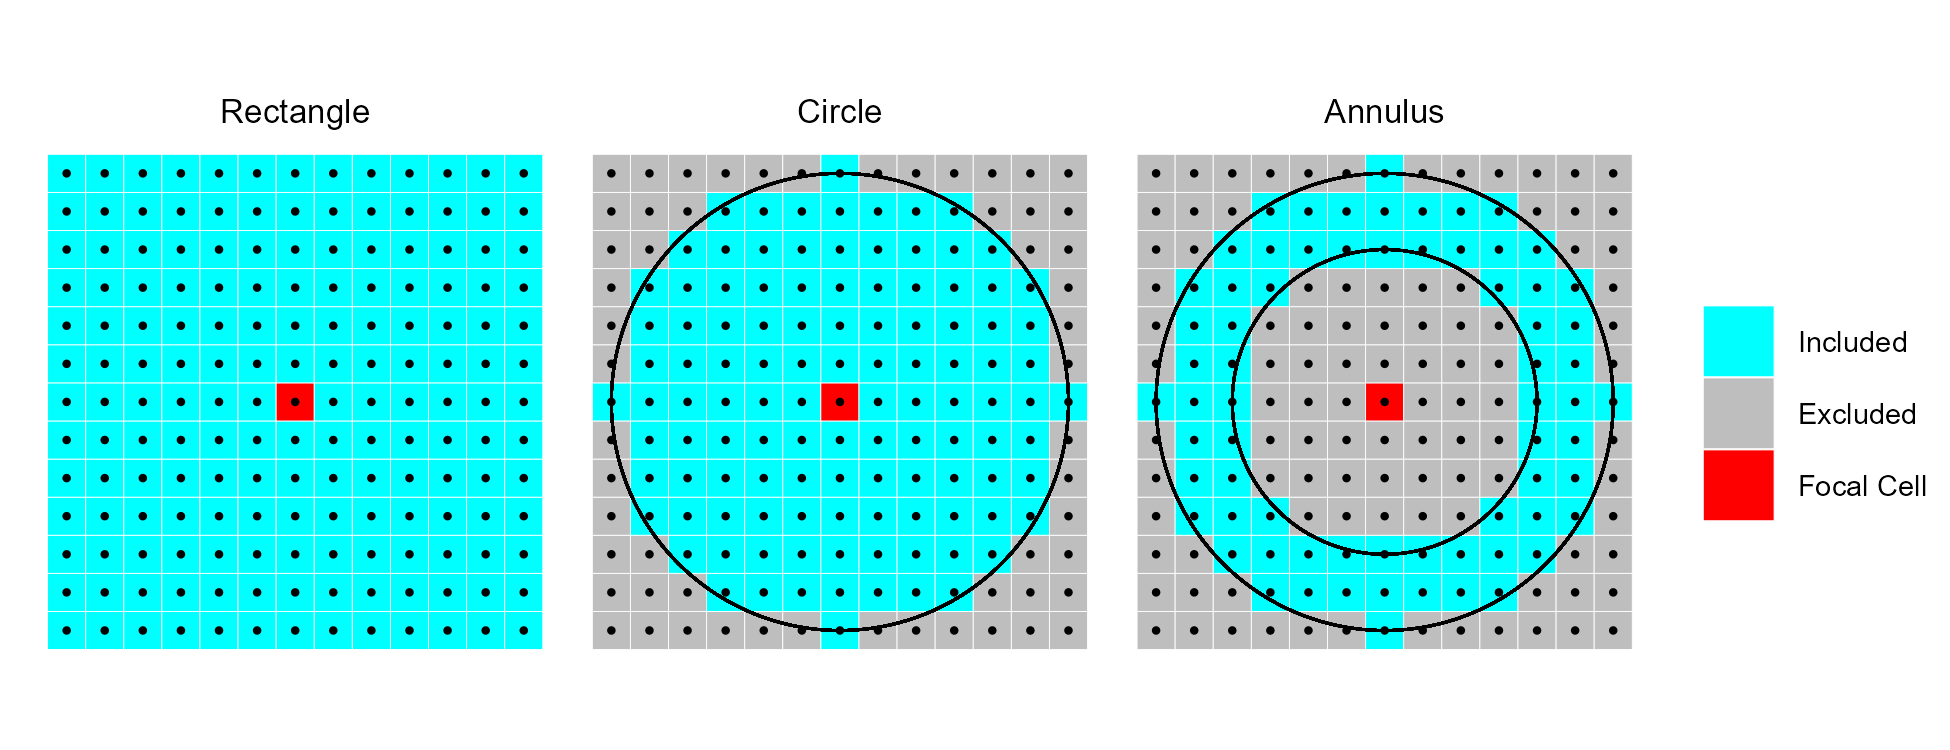 Rectangle
Circle
Annulus
Included
Excluded
Focal Cell